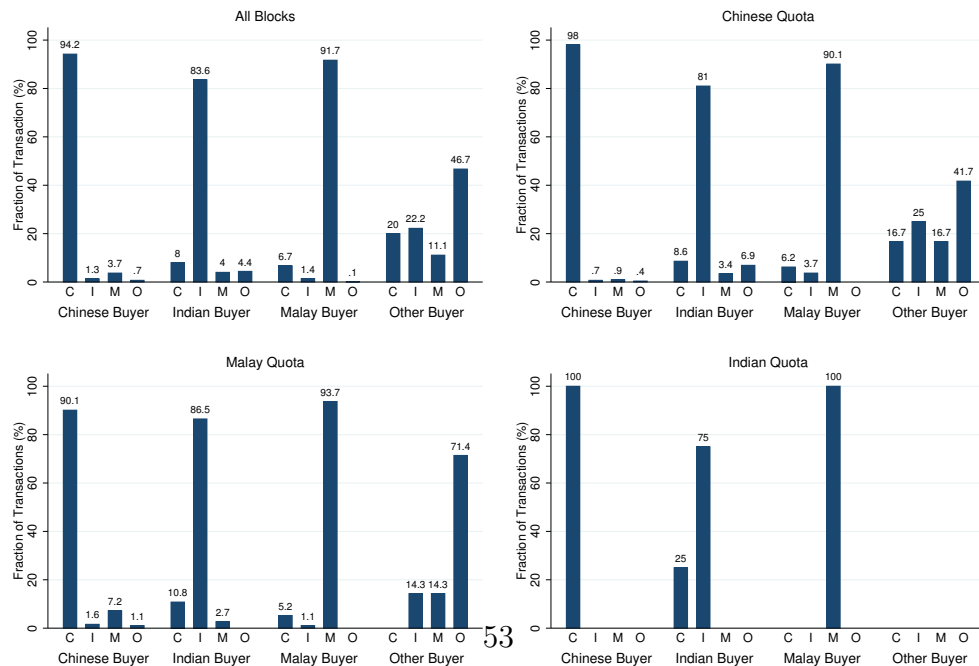 All Blocks
Fraction of Transaction (%)
0 20 40 60 80 100
94.2 1.3 3.7 .7 8 83.6 4 4.4 6.7 1.4 91.7 .1 20 22.2 11.1 46.7
C I M O C I M O C I M O C I M O
Chinese Buyer Indian Buyer Malay Buyer Other Buyer
Chinese Quota
Fraction of Transactions (%)
0 20 40 60 80 100
98 .7 .9 .4 8.6 81 3.4 6.9 6.2 3.7 90.1 16.7 25 16.7 41.7
C I M O C I M O C I M O C I M O
Chinese Buyer Indian Buyer Malay Buyer Other Buyer
Malay Quota
Fraction of Transactions (%)
0 20 40 60 80 100
90.1 1.6 7.2 1.1 10.8 86.5 2.7 5.2 1.1 93.7 14.3 14.3 71.4
C I M O C I M O C I M O C I M O
Chinese Buyer Indian Buyer Malay Buyer Other Buyer
Indian Quota
Fraction of Transactions (%)
0 20 40 60 80 100
100 25 75 100
C I M O C I M O C I M O C I M O
Chinese Buyer Indian Buyer Malay Buyer Other Buyer
53